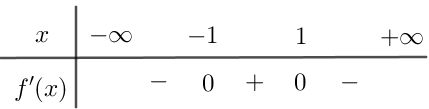 x −∞ −1 1 +∞
f′(x) − 0 + 0 −